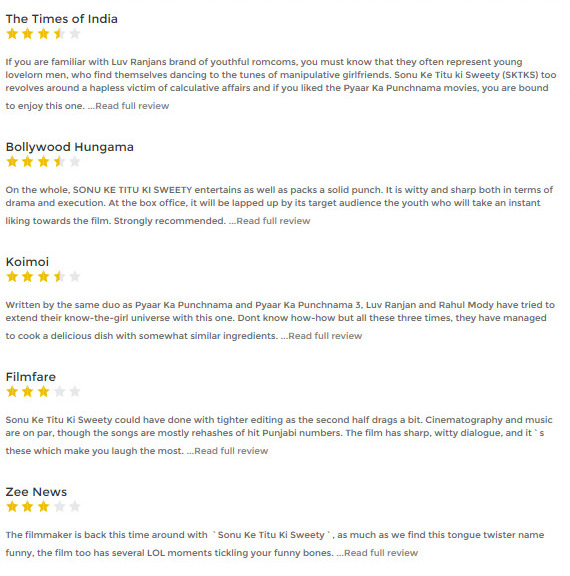 The Times of India
If you are familiar with Luv Ranjans brand of youthful romcoms, you must know that they often represent young
lovelorn men, who find themselves dancing to the tunes of manipulative girlfriends. Sonu Ke Titu ki Sweety (SKTKS) too
revolves around a hapless victim of calculative affairs and if you liked the Pyaar Ka Punchnama movies, you are bound
to enjoy this one. ...Read full review
Bollywood Hungama
On the whole, SONU KE TITU KI SWEETY entertains as well as packs a solid punch. It is witty and sharp both in terms of
drama and execution. At the box office, it will be lapped up by its target audience the youth who will take an instant
liking towards the film. Strongly recommended. ...Read full review
Koimoi
Written by the same duo as Pyaar Ka Punchnama and Pyaar Ka Punchnama 3, Luv Ranjan and Rahul Mody have tried to
extend their know-the-girl universe with this one. Dont know how-how but all these three times, they have managed
to cook a delicious dish with somewhat similar ingredients. ...Read full review
Filmfare
Sonu Ke Titu Ki Sweety could have done with tighter editing as the second half drags a bit. Cinematography and music
are on par, though the songs are mostly rehashes of hit Punjabi numbers. The film has sharp, witty dialogue, and it`s
these which make you laugh the most. ...Read full review
Zee News
The filmmaker is back this time around with `Sonu Ke Titu Ki Sweety`, as much as we find this tongue twister name
funny, the film too has several LOL moments tickling your funny bones. ...Read full review